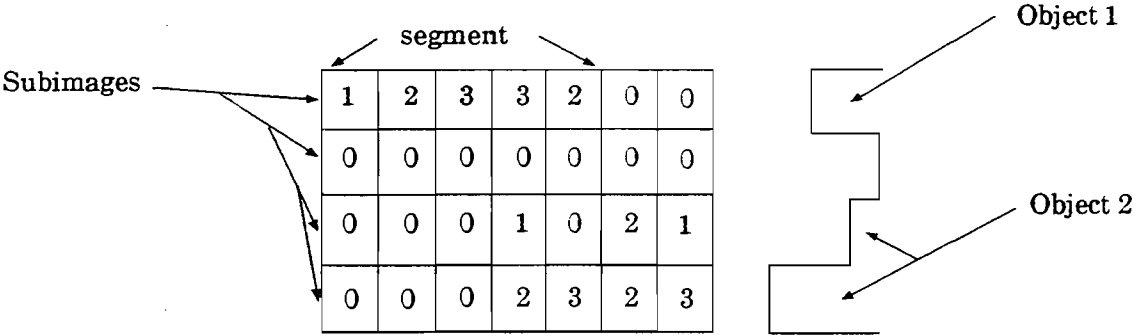 Object 1
segment
Subimages
1 2 3 3 2 0 0
0 0 0 0 0 0 0
0 0 0 1 0 2 1
Object 2
0 0 0 2 3 2 3